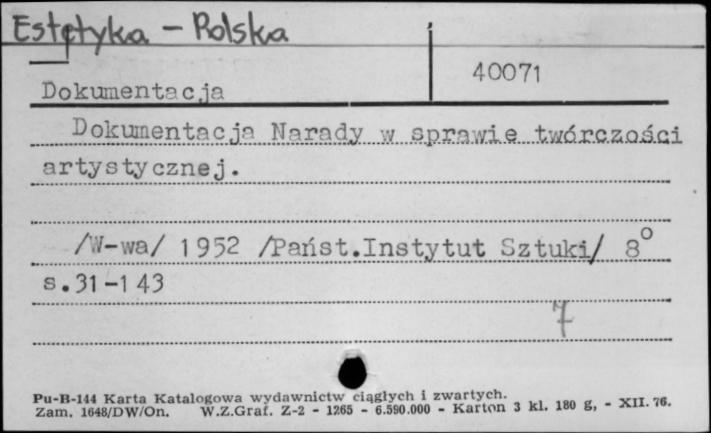 Estetyka - Polska
40071
Dokumentacja
Dokumentacja Narady w sprawie twórczości
artystycznej.
/W-wa/ 1952 /Państ.Instytut Sztuki/ 8°
s.31-143
7
Pu-B-144 Karta Katalogowa wydawnictw ciągłych i zwartych.
Zam. 1648/DW/On. W.Z.Graf. Z-2 - 1265 - 6.590.000 - Karton 3 kl. 180 g, - XII. 76.